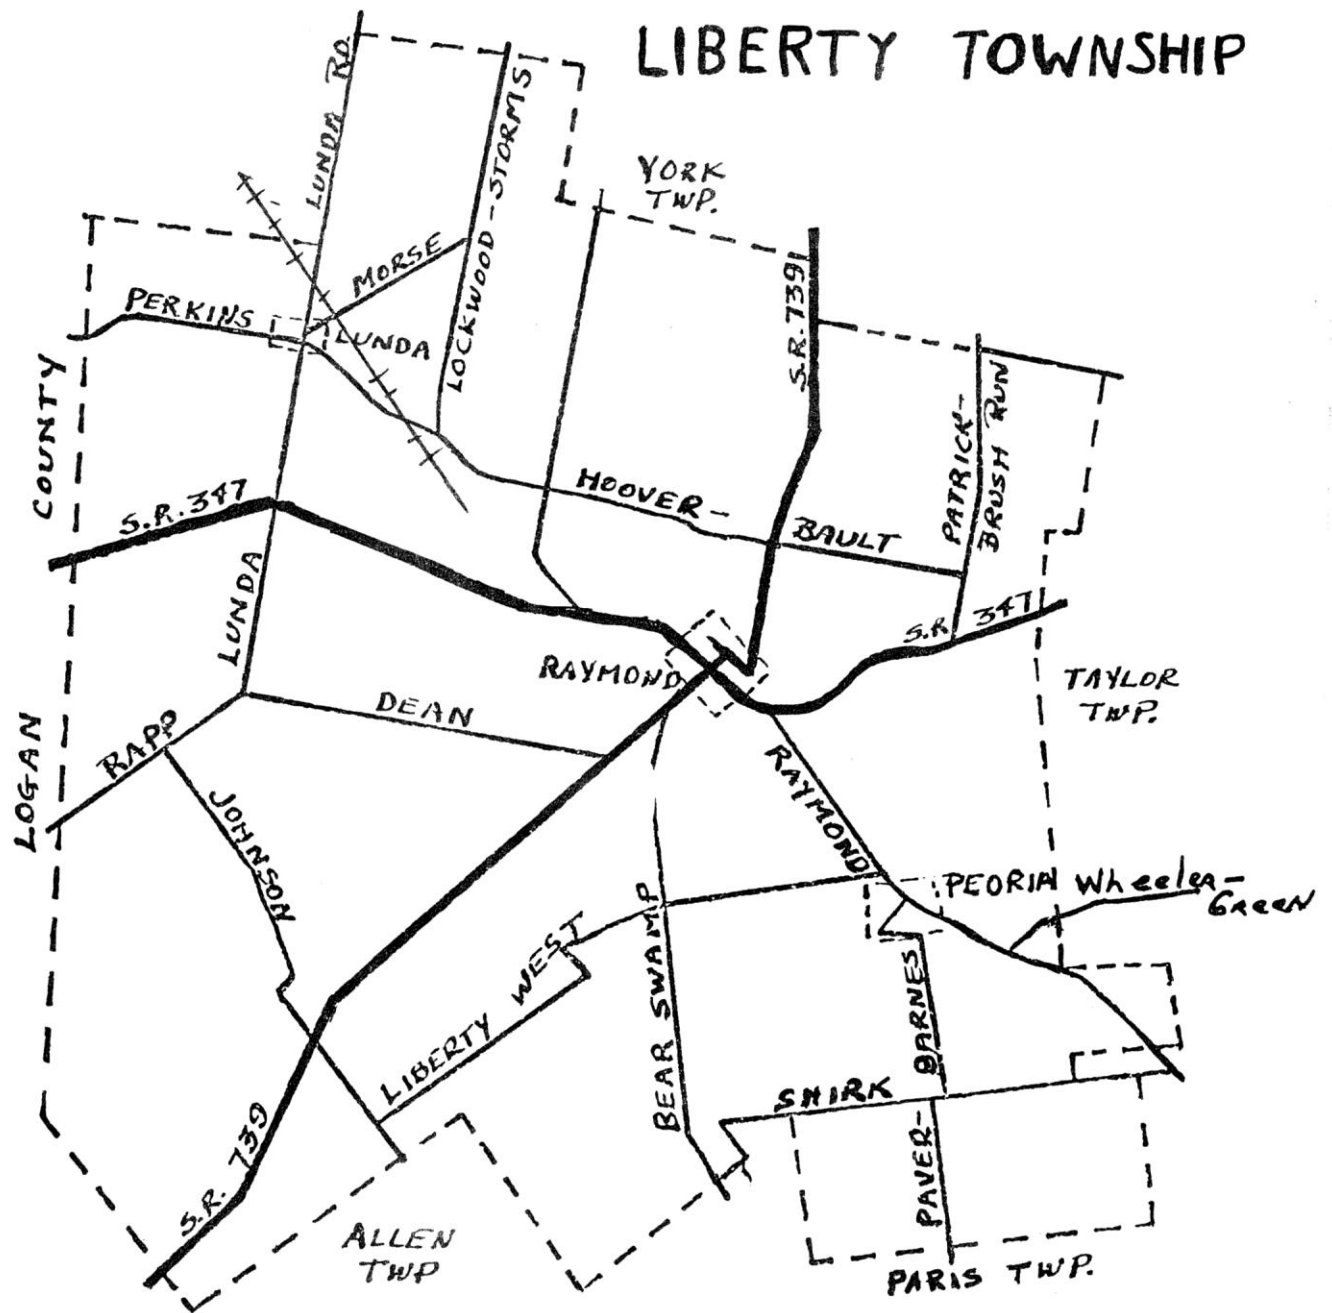 LIBERTY TOWNSHIP
LUNDA RD.
LOCKWOOD-STORMS
YORK
TWP.
MORSE
PERKINS
LUNDA
S.R. 739
COUNTY
LOGAN
PATRICK-
BRUSH RUN
S.R. 347
HOOVER-
BAULT
LUNDA
S.R. 347
RAYMOND
TAYLOR
TWP.
DEAN
RAPP
JOHNSON
RAYMOND
PEORIA
Wheeler-
Green
BEAR SWAMP
LIBERTY WEST
BARNES
PAVER-
SHIRK
S.R. 739
ALLEN
TWP
PARIS TWP.